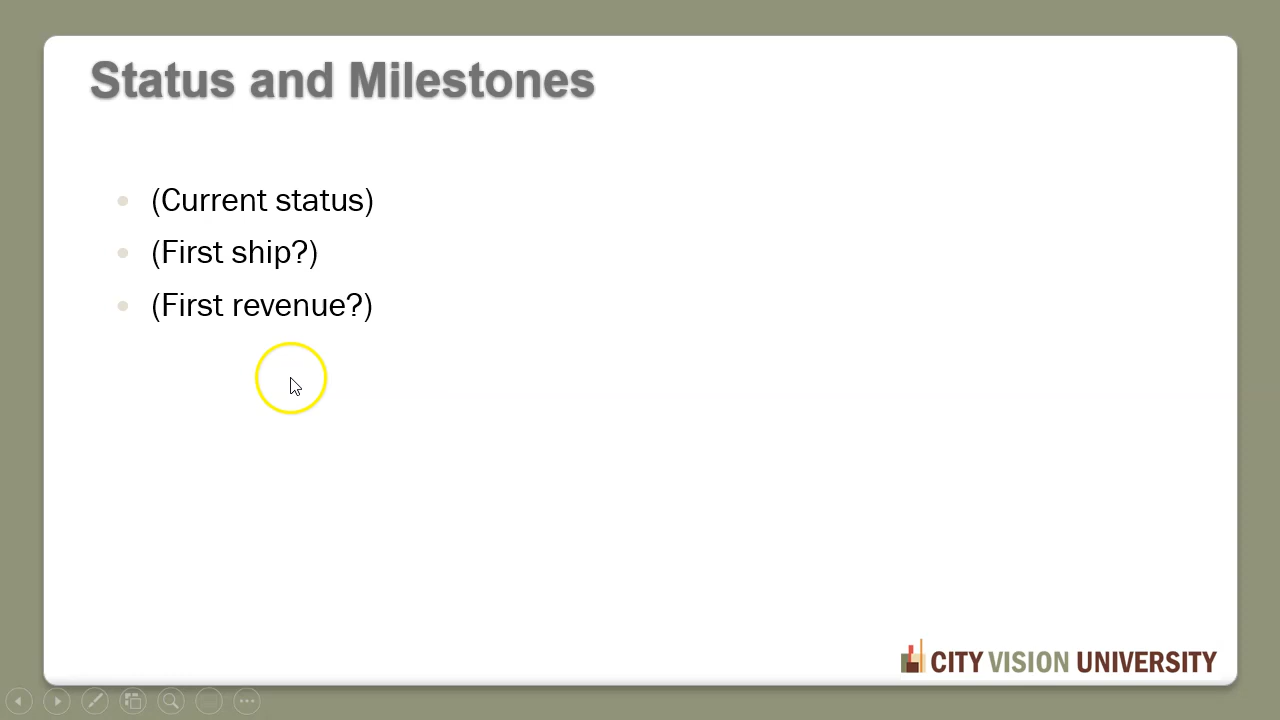 Status and Milestones
(Current status)
(First ship?)
(First revenue?)
CITY VISION UNIVERSITY